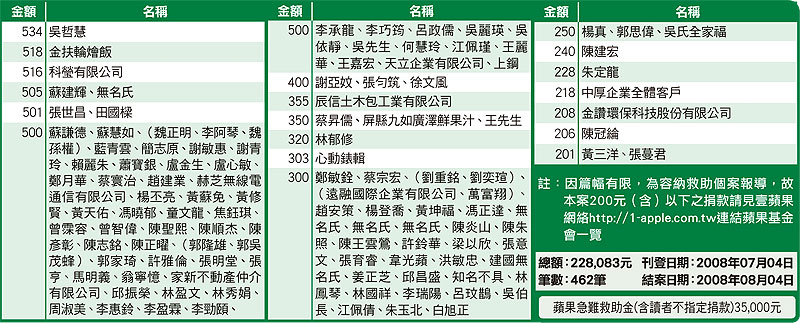 金額 名稱
534 吳哲慧
518 金扶輪燴飯
516 科瑩有限公司
505 蘇建輝、無名氏
501 張世昌、田國樑
500 蘇謙德、蘇慧如、（魏正明、李阿琴、魏
孫權）、藍青雲、簡志原、謝敏惠、謝青
玲、賴麗朱、蕭寶銀、盧金生、盧心敏、
鄭月華、蔡寰治、趙建業、赫芝無線電
通信有限公司、楊丕亮、黃蘇免、黃修
賢、黃天佑、馮曉郁、童文龍、焦鈺琪、
曾霂容、曾智偉、陳聖熙、陳順杰、陳
彥彰、陳志銘、陳正曜、（郭隆雄、郭吳
茂蜂）、郭家琦、許雅倫、張明堂、張
亨、馬明義、翁寧憶、家新不動產仲介
有限公司、邱振榮、林盈文、林秀娟、
周淑美、李惠鈴、李盈霖、李勁頤、
金額 名稱
500 李承龍、李巧筠、呂政儒、吳麗瑛、吳
依靜、吳先生、何慧玲、江佩瑾、王麗
華、王嘉宏、天立企業有限公司、上鋼
400 謝亞妏、張勻筑、徐文風
355 辰信土木包工業有限公司
350 蔡昇儒、屏縣九如廣澤鮮果汁、王先生
320 林郁修
303 心動錶輯
300 鄭敏銓、蔡宗宏、（劉重銘、劉奕瑄）、
（遠融國際企業有限公司、萬富翔）、
趙安策、楊登喬、黃坤福、馮正達、無
名氏、無名氏、無名氏、陳炎山、陳朱
照、陳王雲鶯、許鈴華、梁以欣、張意
文、張育睿、韋光蘋、洪敏忠、建國無
名氏、姜正芝、邱昌盛、知名不具、林
鳳琴、林國祥、李瑞陽、呂玟鵲、吳伯
長、江佩倩、朱玉北、白旭正
金額 名稱
250 楊真、郭思偉、吳氏全家福
240 陳建宏
228 朱定龍
218 中厚企業全體客戶
208 金讚環保科技股份有限公司
206 陳冠綸
201 黃三洋、張蔓君
註：因篇幅有限，為容納救助個案報導，故
本案200元（含）以下之捐款請見壹蘋果
網絡http://1-apple.com.tw連結蘋果基金
會一覽
總額：228,083元 刊登日期：2008年07月04日
筆數：462筆 結案日期：2008年08月04日
蘋果急難救助金(含讀者不指定捐款)35,000元